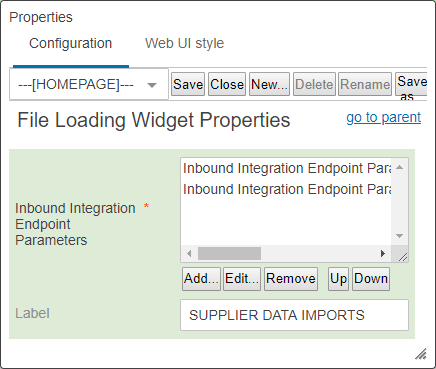 Properties
Configuration Web UI style
---[HOMEPAGE]--- Save Close New... Delete Rename Save as
File Loading Widget Properties go to parent
Inbound Integration Endpoint Para
Inbound Integration Endpoint Para
Inbound Integration *
Endpoint
Parameters
Add... Edit... Remove Up Down
Label SUPPLIER DATA IMPORTS